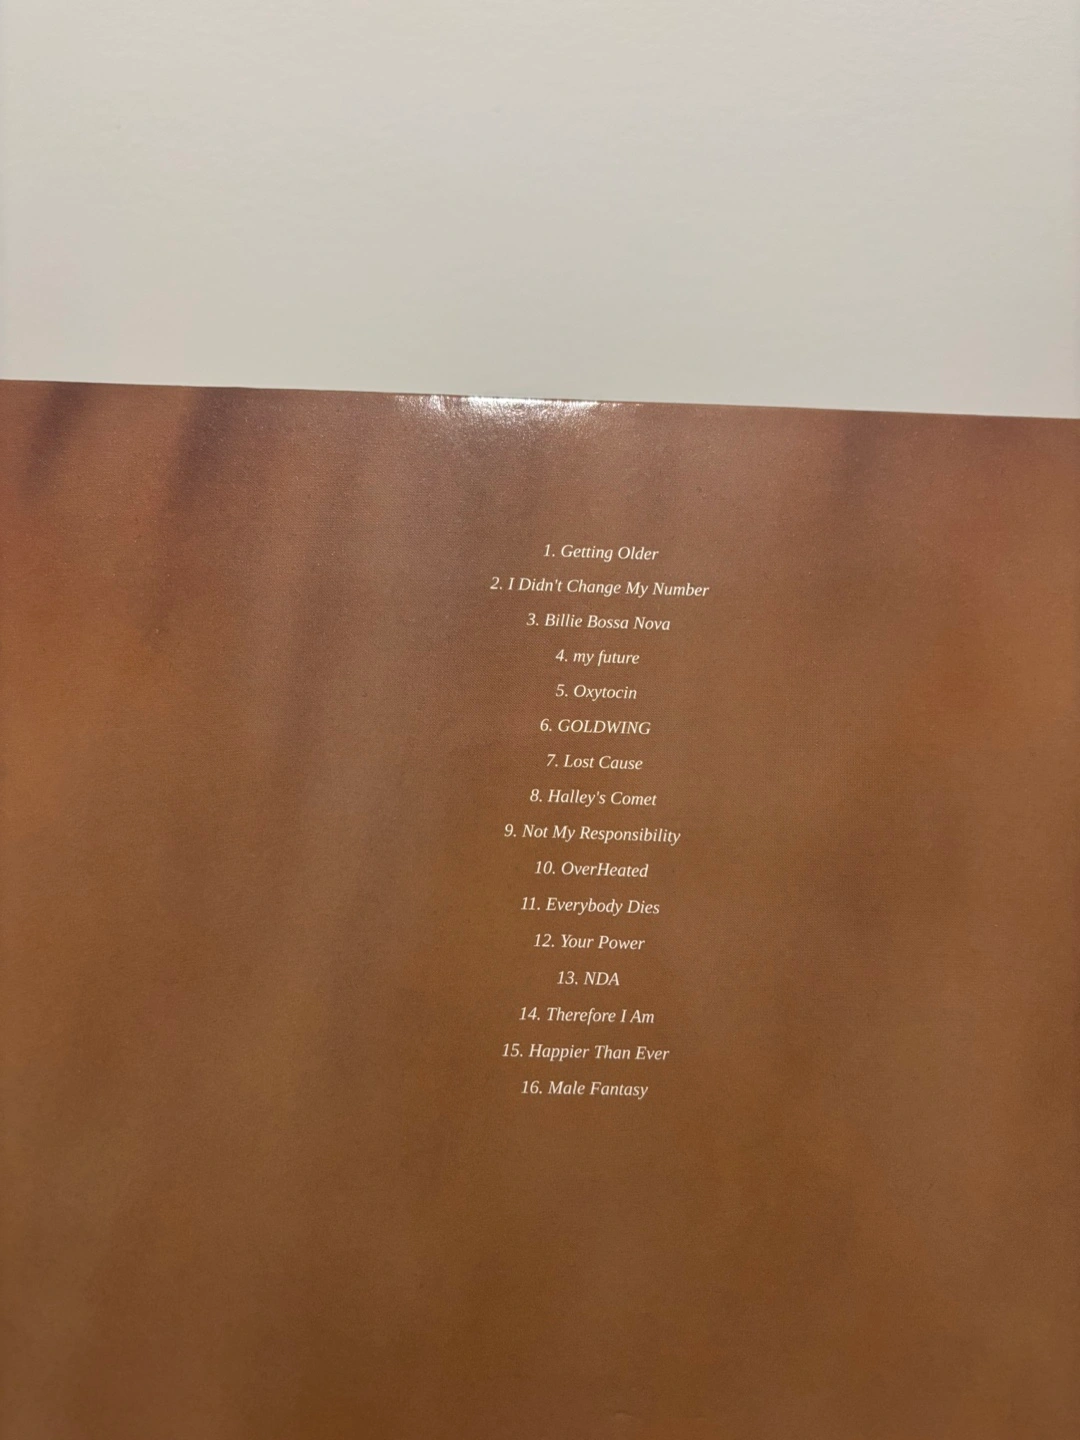 1. Getting Older
2. I Didn't Change My Number
3. Billie Bossa Nova
4. my future
5. Oxytocin
6. GOLDWING
7. Lost Cause
8. Halley's Comet
9. Not My Responsibility
10. OverHeated
11. Everybody Dies
12. Your Power
13. NDA
14. Therefore I Am
15. Happier Than Ever
16. Male Fantasy